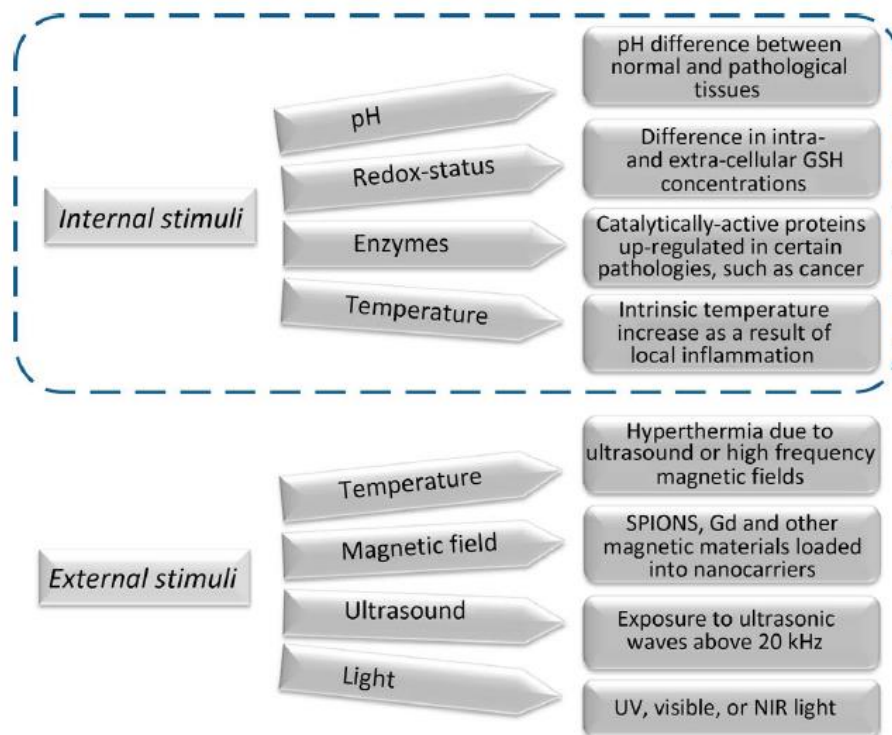 Internal stimuli
pH
pH difference between
normal and pathological
tissues
Redox-status
Difference in intra-
and extra-cellular GSH
concentrations
Enzymes
Catalytically-active proteins
up-regulated in certain
pathologies, such as cancer
Temperature
Intrinsic temperature
increase as a result of
local inflammation
External stimuli
Temperature
Hyperthermia due to
ultrasound or high frequency
magnetic fields
Magnetic field
SPIONS, Gd and other
magnetic materials loaded
into nanocarriers
Ultrasound
Exposure to ultrasonic
waves above 20 kHz
Light
UV, visible, or NIR light